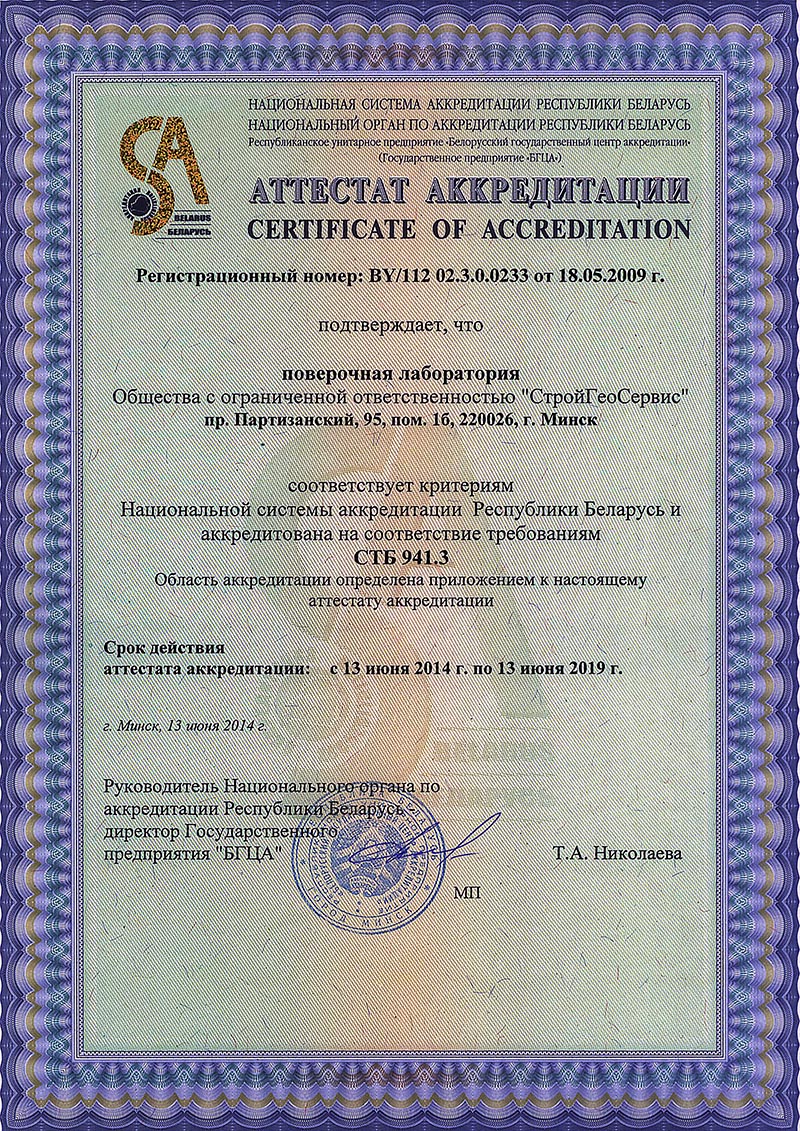 НАЦИОНАЛЬНАЯ СИСТЕМА АККРЕДИТАЦИИ РЕСПУБЛИКИ БЕЛАРУСЬ
НАЦИОНАЛЬНЫЙ ОРГАН ПО АККРЕДИТАЦИИ РЕСПУБЛИКИ БЕЛАРУСЬ
Республиканское унитарное предприятие «Белорусский государственный центр аккредитации»
(Государственное предприятие «БГЦА»)
BELARUS
БЕЛАРУСЬ
АТТЕСТАТ АККРЕДИТАЦИИ
CERTIFICATE OF ACCREDITATION
Регистрационный номер: BY/112 02.3.0.0233 от 18.05.2009 г.
подтверждает, что
поверочная лаборатория
Общества с ограниченной ответственностью "СтройГеоСервис"
пр. Партизанский, 95, пом. 1б, 220026, г. Минск
соответствует критериям
Национальной системы аккредитации Республики Беларусь и
аккредитована на соответствие требованиям
СТБ 941.3
Область аккредитации определена приложением к настоящему
аттестату аккредитации
Срок действия
аттестата аккредитации: с 13 июня 2014 г. по 13 июня 2019 г.
г. Минск, 13 июня 2014 г.
Руководитель Национального органа по
аккредитации Республики Беларусь-
директор Государственного
предприятия "БГЦА"
Т.А. Николаева
МП
ГОРОД МИНСК